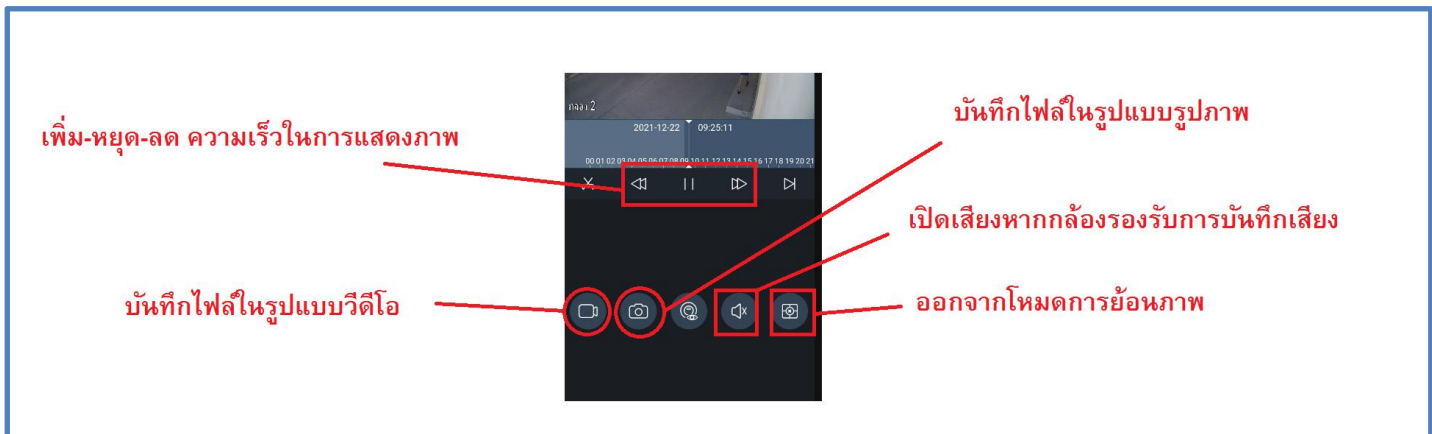 กล้อง 2
2021-12-22 09:25:11
00 01 02 03 04 05 06 07 08 09 10 11 12 13 14 15 16 17 18 19 20 21
เพิ่ม-หยุด-ลด ความเร็วในการแสดงภาพ
บันทึกไฟล์ในรูปแบบรูปภาพ
เปิดเสียงหากกล้องรองรับการบันทึกเสียง
บันทึกไฟล์ในรูปแบบวีดีโอ
ออกจากโหมดการย้อนภาพ